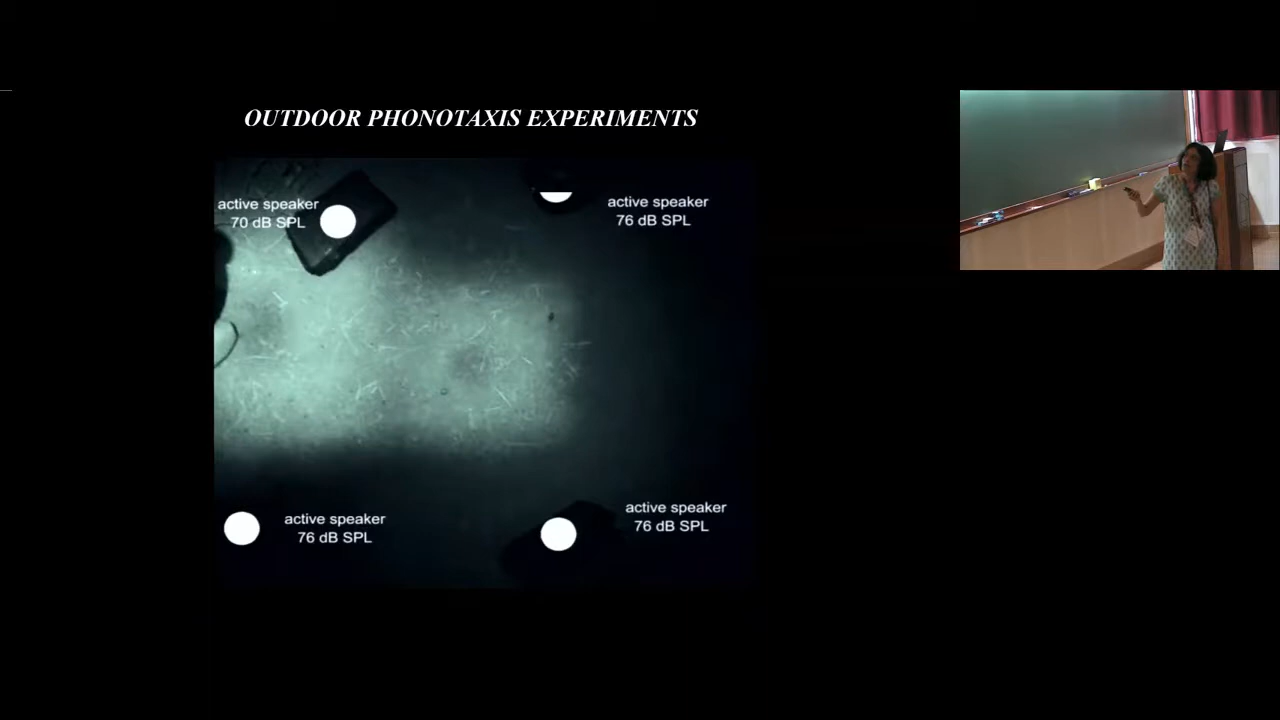 OUTDOOR PHONOTAXIS EXPERIMENTS
active speaker
70 dB SPL
active speaker
76 dB SPL
active speaker
76 dB SPL
active speaker
76 dB SPL